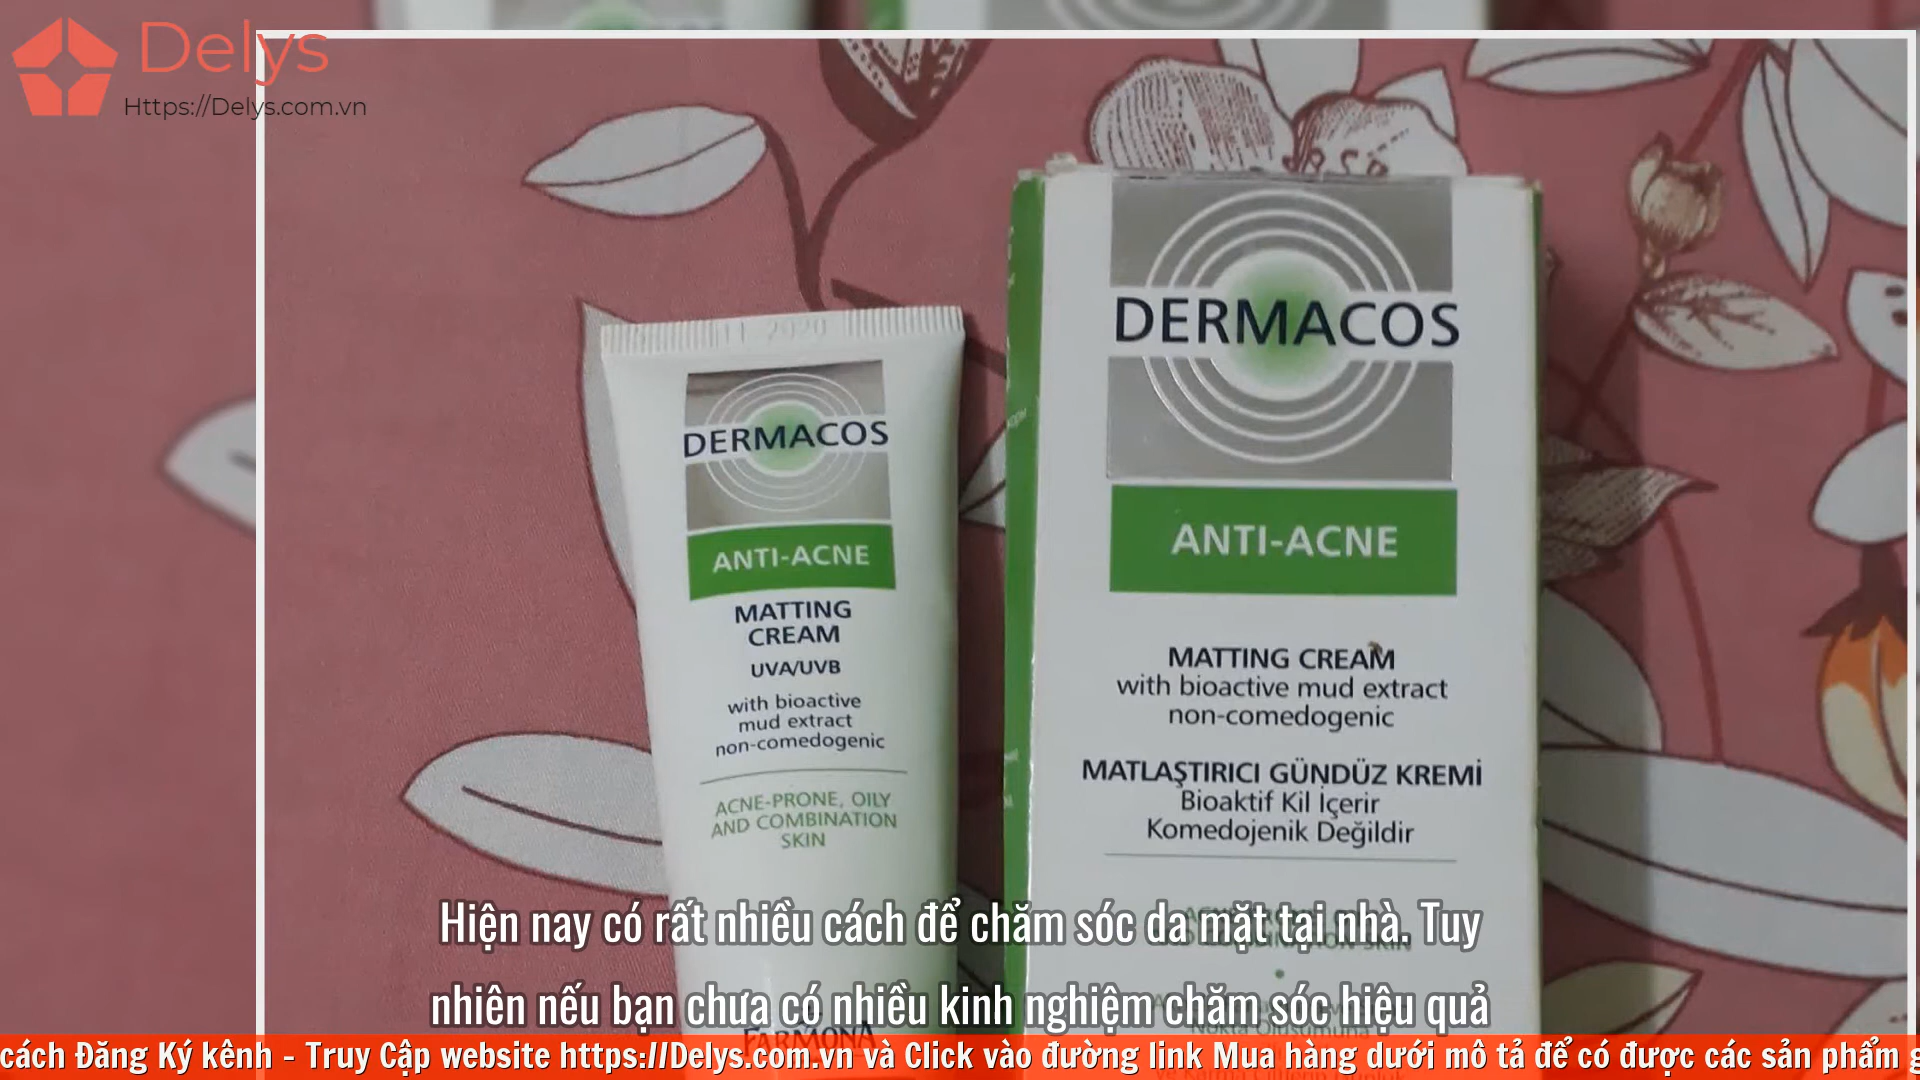 Delys
Https://Delys.com.vn
2020
DERMACOS
ANTI-ACNE
MATTING
CREAM
UVA/UVB
with bioactive
mud extract
non-comedogenic
ACNE-PRONE, OILY
AND COMBINATION
SKIN
FARMONA
DERMACOS
ANTI-ACNE
MATTING CREAM
with bioactive mud extract
non-comedogenic
MATLAŞTIRICI GÜNDÜZ KREMİ
Bioaktif Kil İçerir
Komedojenik Değildir
Hiện nay có rất nhiều cách để chăm sóc da mặt tại nhà. Tuy
nhiên nếu bạn chưa có nhiều kinh nghiệm chăm sóc hiệu quả
cách Đăng Ký kênh - Truy Cập website https://Delys.com.vn và Click vào đường link Mua hàng dưới mô tả để có được các sản phẩm